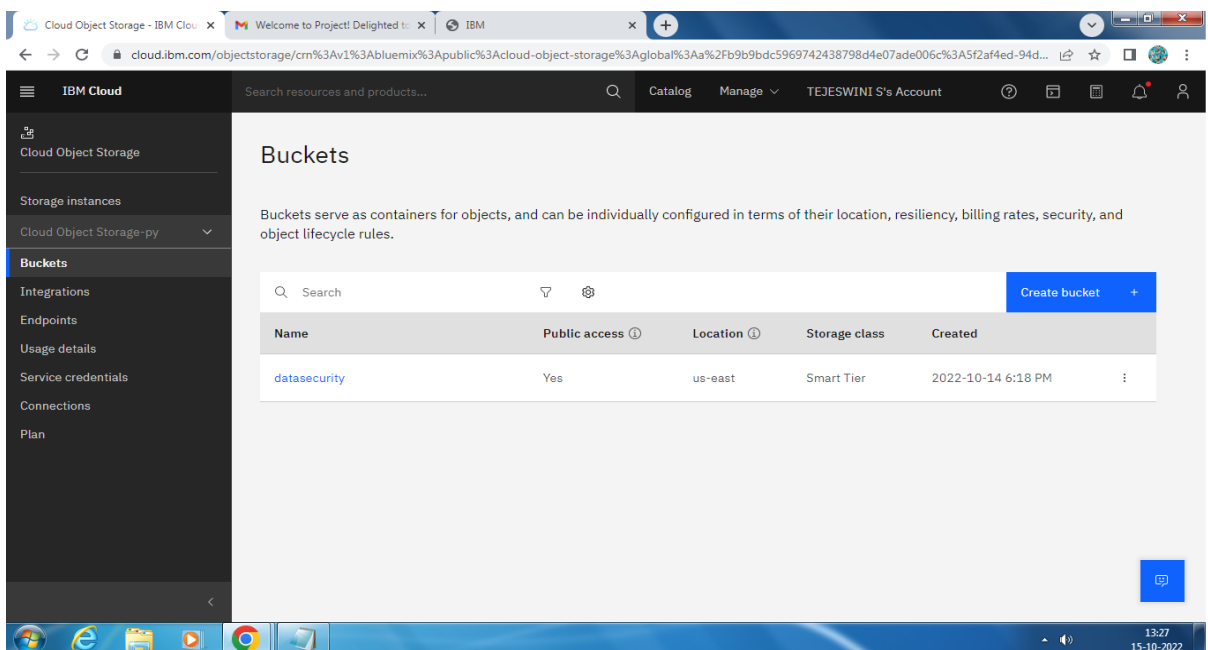 Cloud Object Storage - IBM Clou
Welcome to Project! Delighted to
IBM
cloud.ibm.com/objectstorage/crn%3Av1%3Abluemix%3Apublic%3Acloud-object-storage%3Aglobal%3Aa%2Fb9b9bdc5969742438798d4e07ade006c%3A5f2af4ed-94d...
IBM Cloud
Search resources and products...
Catalog
Manage
TEJESWINI S's Account
Cloud Object Storage
Storage instances
Cloud Object Storage-py
Buckets
Integrations
Endpoints
Usage details
Service credentials
Connections
Plan
Buckets
Buckets serve as containers for objects, and can be individually configured in terms of their location, resiliency, billing rates, security, and
object lifecycle rules.
Search
Create bucket +
Name Public access Location Storage class Created
datasecurity Yes us-east Smart Tier 2022-10-14 6:18 PM
13:27
15-10-2022